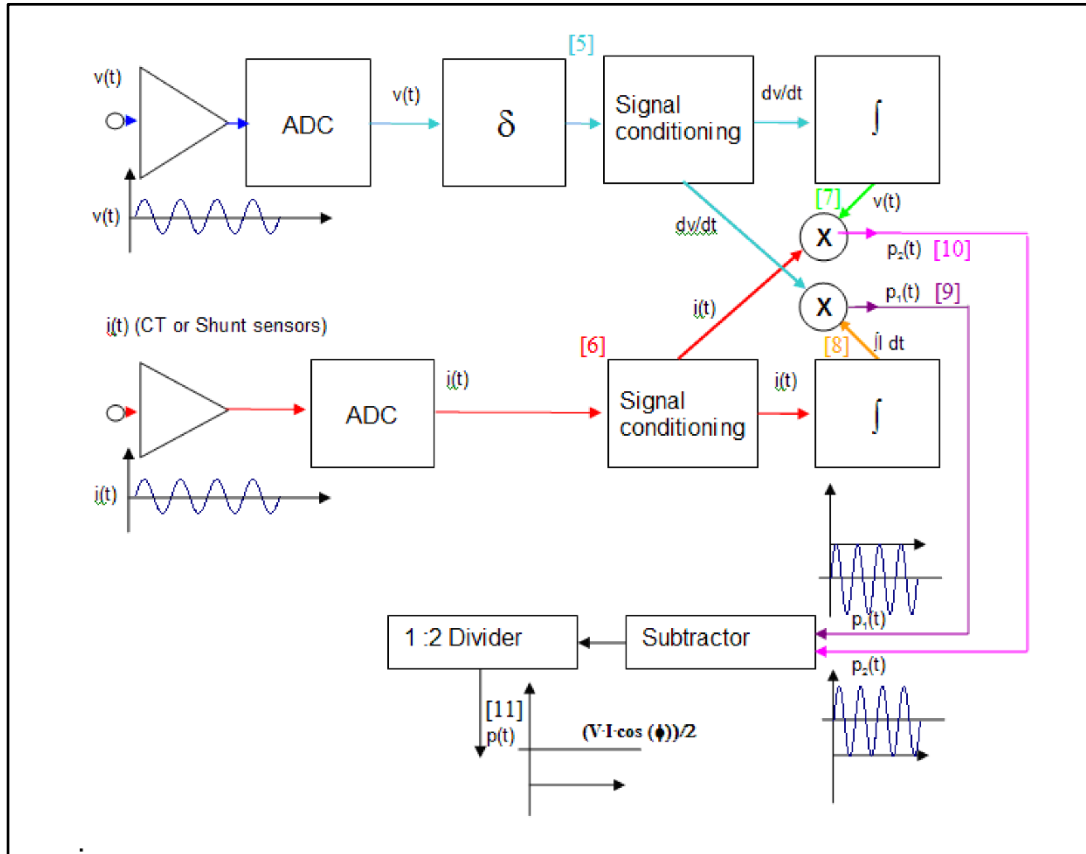 v(t)
ADC
v(t)
δ
[5]
Signal
conditioning
dv/dt
∫
v(t)
dv/dt
[7]
v(t)
X
p₂(t) [10]
i(t)
X
p₁(t) [9]
i(t) (CT or Shunt sensors)
[8]
∫I dt
[6]
ADC
i(t)
Signal
conditioning
i(t)
∫
i(t)
p₁(t)
1 :2 Divider
Subtractor
p₂(t)
[11]
p(t)
(V·I·cos (ϕ))/2
.